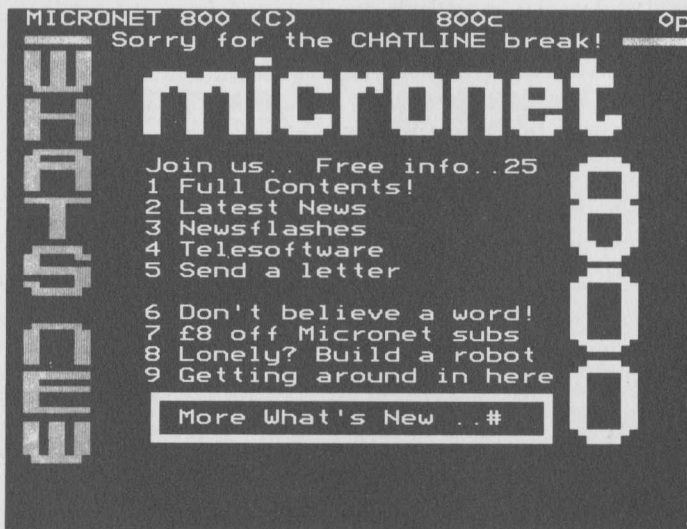 MICRONET 800 (C) 800c 0p
Sorry for the CHATLINE break!
WHATS NEW
micronet
800
Join us.. Free info..25
1 Full Contents!
2 Latest News
3 Newsflashes
4 Telesoftware
5 Send a letter
6 Don't believe a word!
7 £8 off Micronet subs
8 Lonely? Build a robot
9 Getting around in here
More What's New ..#